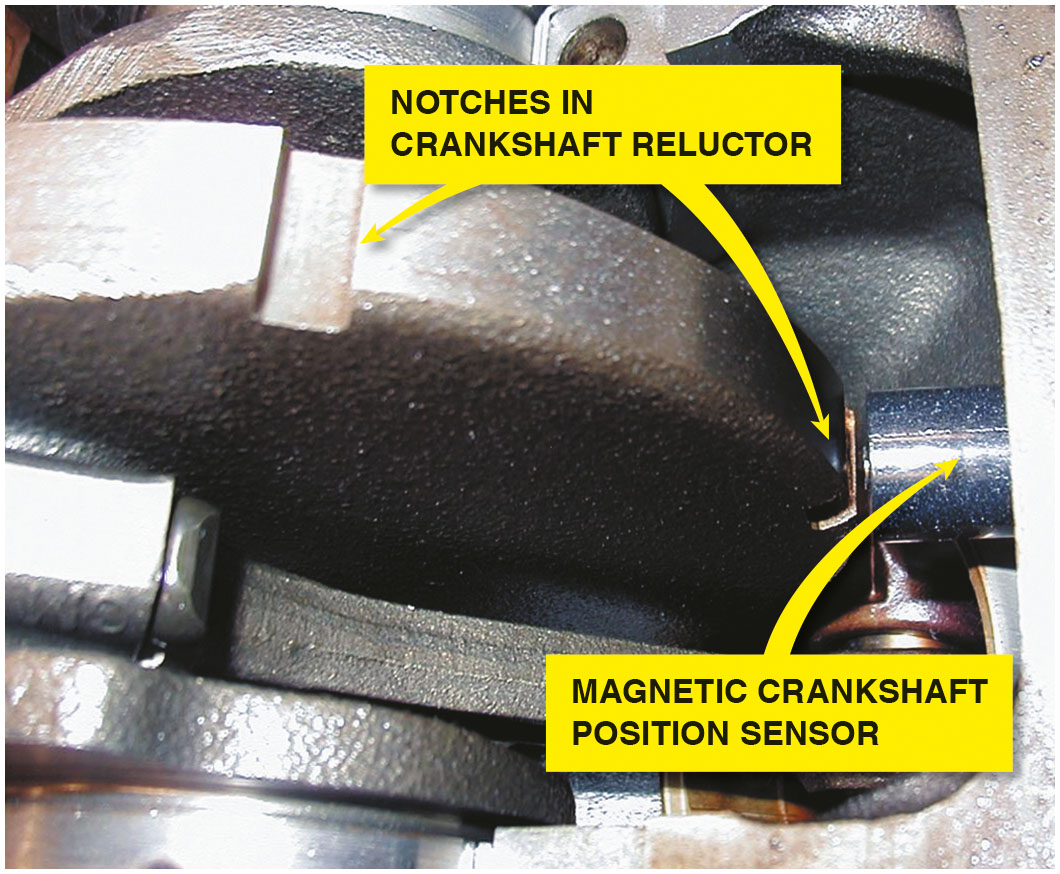 NOTCHES IN
CRANKSHAFT RELUCTOR
MAGNETIC CRANKSHAFT
POSITION SENSOR